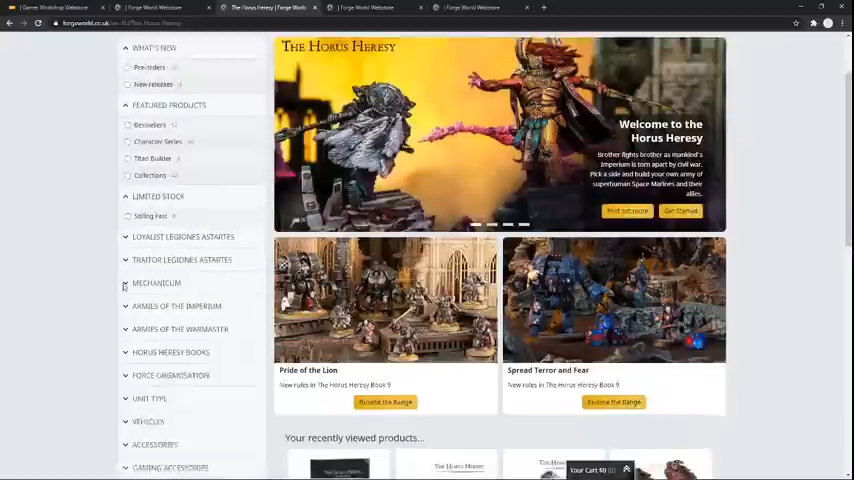 | Games Workshop Webstore
| Forge World Webstore
The Horus Heresy | Forge World
| Forge World Webstore
| Forge World Webstore
forgeworld.co.uk/
WHAT'S NEW
Pre-orders
New releases
FEATURED PRODUCTS
Bestsellers
Character Series
Titan Builder
Collections
LIMITED STOCK
Selling Fast
LOYALIST LEGIONES ASTARTES
TRAITOR LEGIONES ASTARTES
MECHANICUM
ARMIES OF THE IMPERIUM
ARMIES OF THE WARMASTER
HORUS HERESY BOOKS
FORCE ORGANISATION
UNIT TYPE
VEHICLES
ACCESSORIES
GAMING ACCESSORIES
THE HORUS HERESY
Welcome to the
Horus Heresy
Brother fights brother as mankind's
Imperium is torn apart by civil war.
Pick a side and build your own army of
superhuman Space Marines and their
allies.
Find out more
Get Started
Pride of the Lion
New rules in The Horus Heresy Book 9
Browse the Range
Spread Terror and Fear
New rules in The Horus Heresy Book 9
Explore the Range
Your recently viewed products...
Your Cart $0 (0)